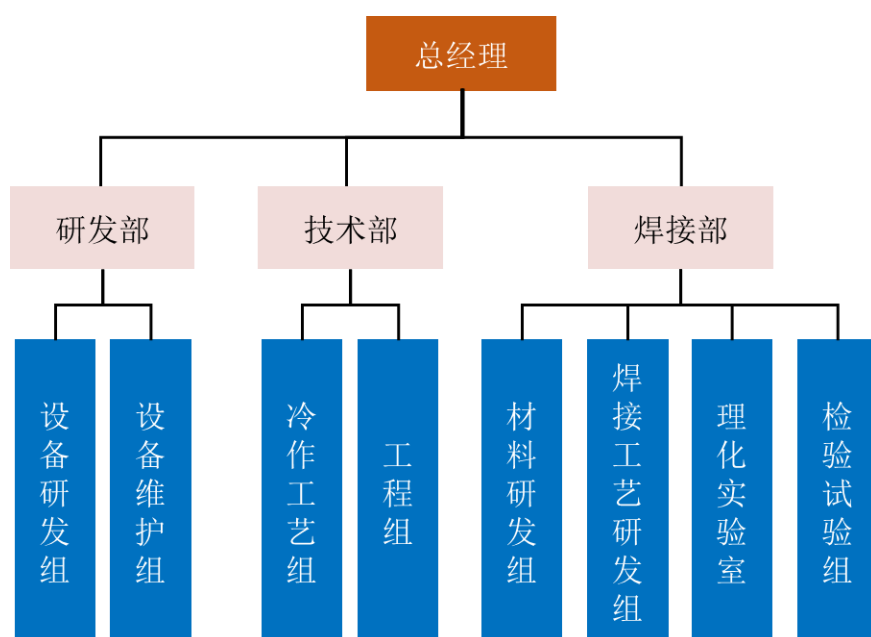 总经理
研发部
技术部
焊接部
设备研发组
设备维护组
冷作工艺组
工程组
材料研发组
焊接工艺研发组
理化实验室
检验试验组